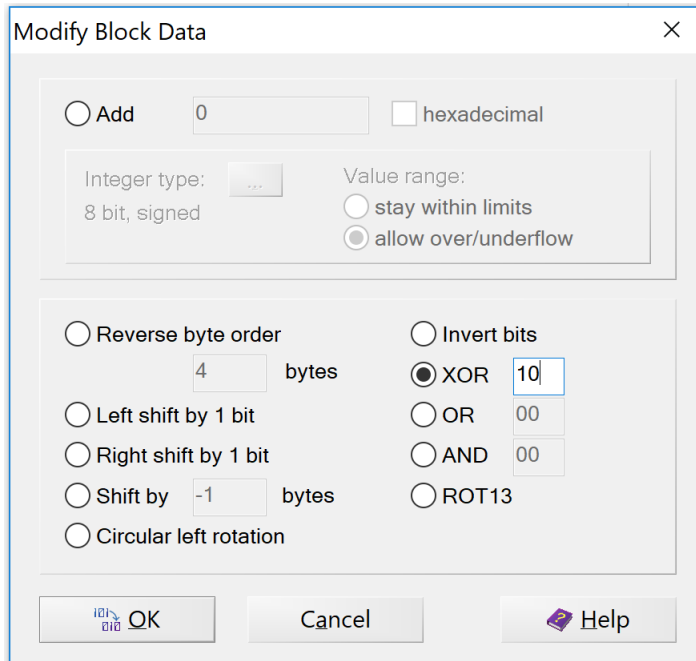 Modify Block Data
Add 0 hexadecimal
Integer type: ... Value range:
8 bit, signed stay within limits
allow over/underflow
Reverse byte order Invert bits
4 bytes XOR 10
Left shift by 1 bit OR 00
Right shift by 1 bit AND 00
Shift by -1 bytes ROT13
Circular left rotation
OK Cancel Help